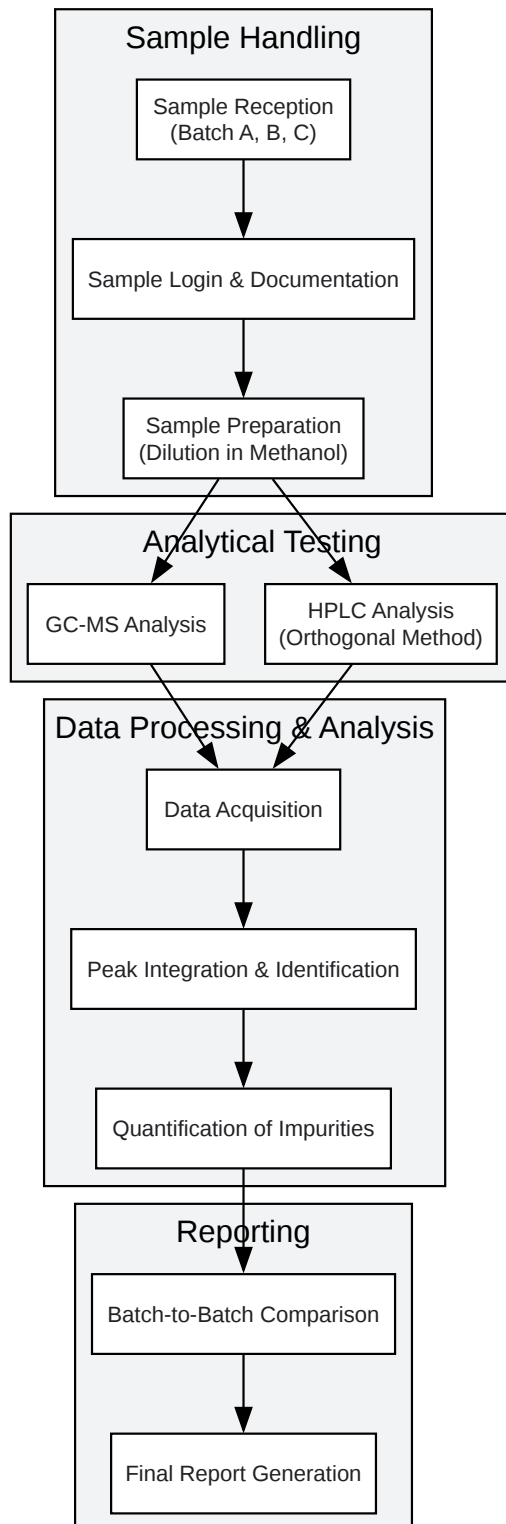 Sample Handling
Sample Reception
(Batch A, B, C)
Sample Login & Documentation
Sample Preparation
(Dilution in Methanol)
Analytical Testing
GC-MS Analysis
HPLC Analysis
(Orthogonal Method)
Data Processing & Analysis
Data Acquisition
Peak Integration & Identification
Quantification of Impurities
Reporting
Batch-to-Batch Comparison
Final Report Generation